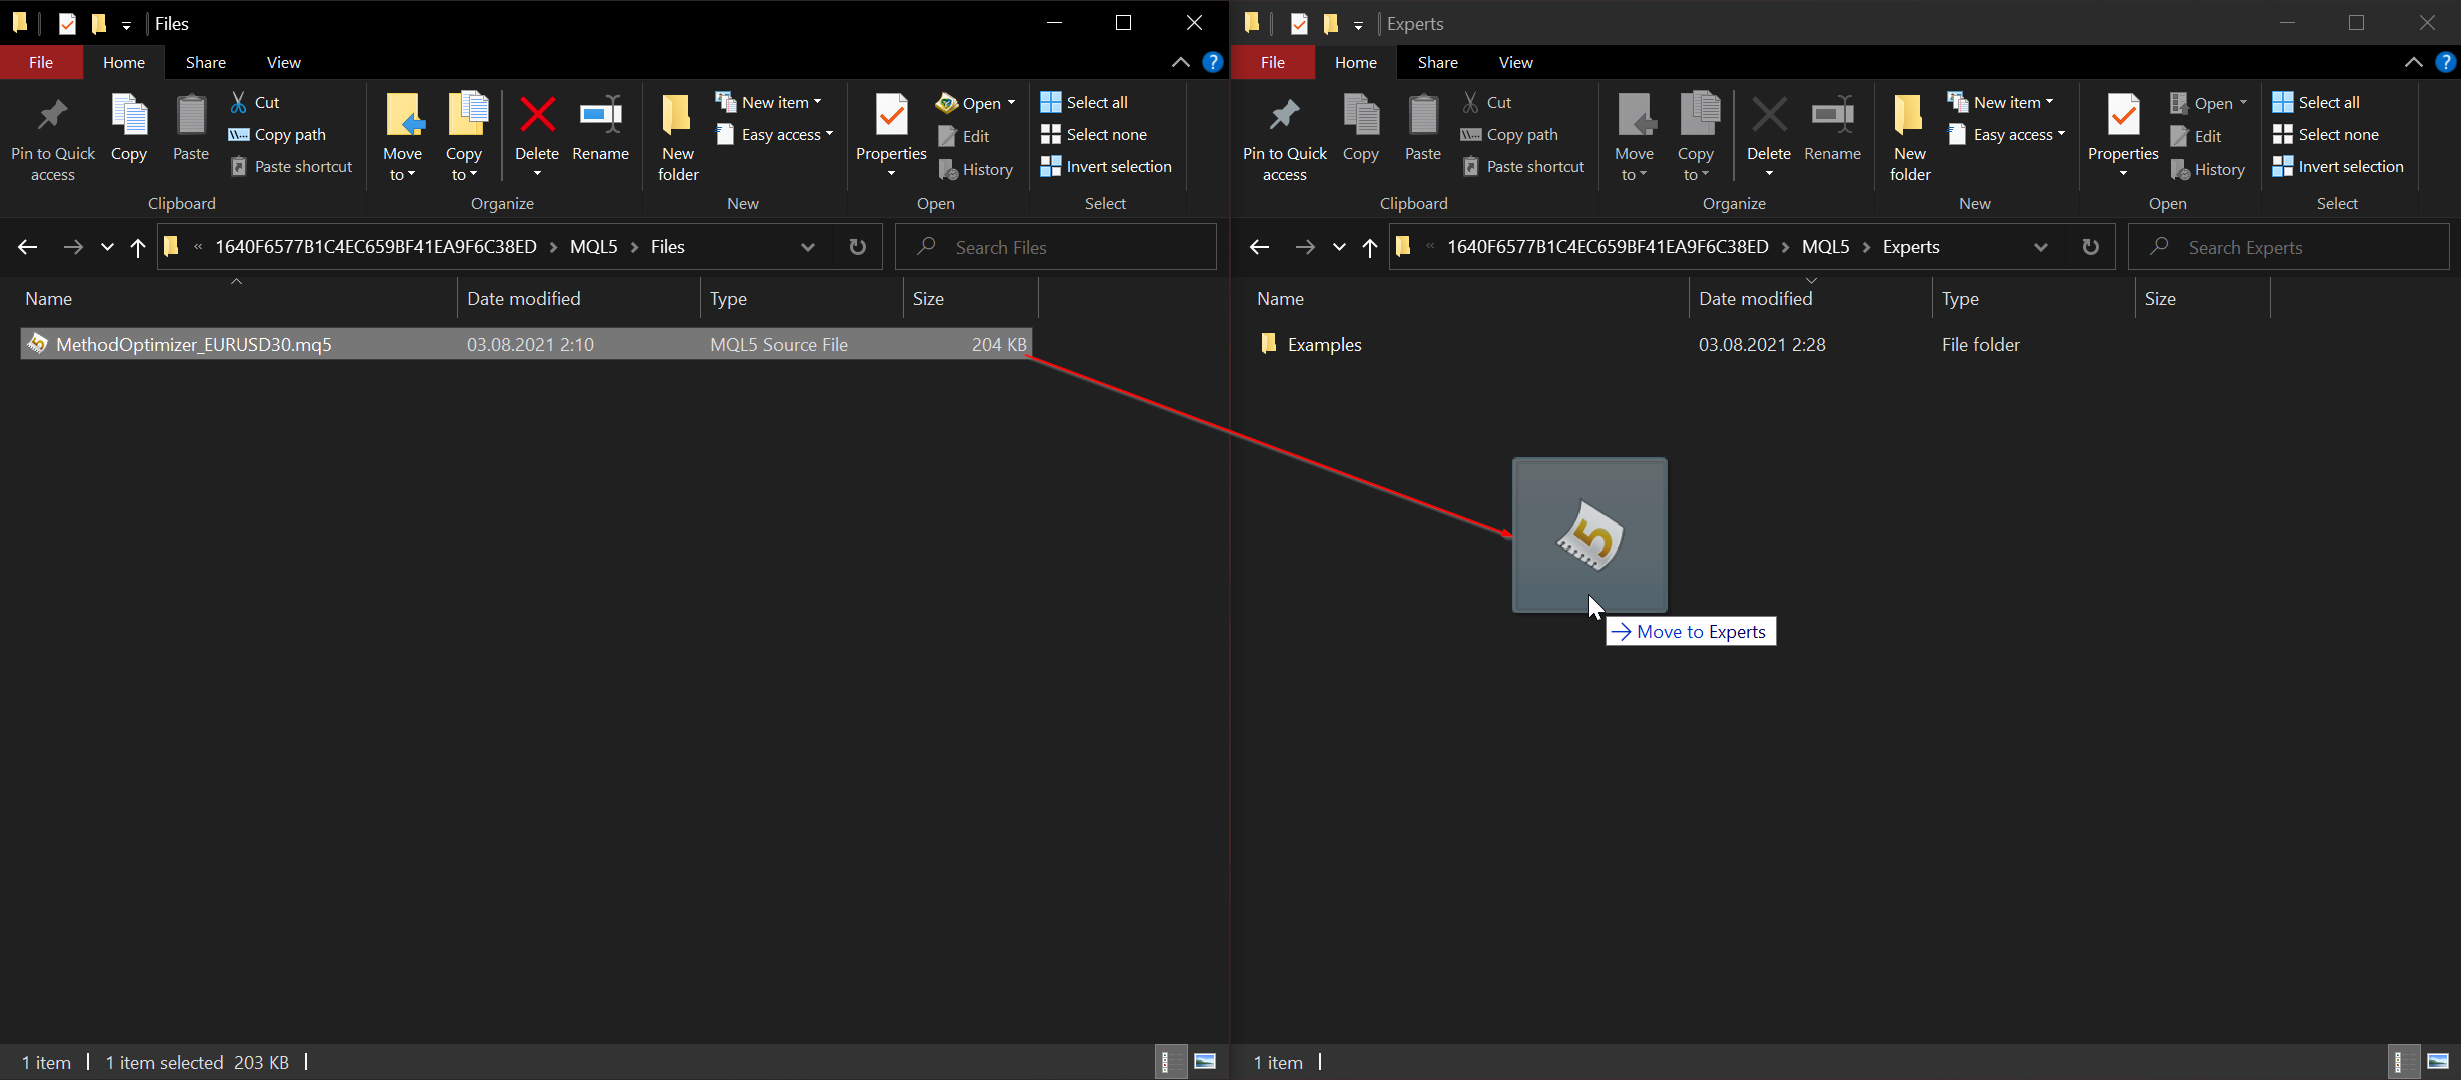 Files
File Home Share View
Pin to Quick access
Copy
Paste
Cut
Copy path
Paste shortcut
Clipboard
Move to
Copy to
Delete
Rename
Organize
New folder
New item
Easy access
New
Properties
Open
Edit
History
Open
Select all
Select none
Invert selection
Select
« 1640F6577B1C4EC659BF41EA9F6C38ED > MQL5 > Files
Search Files
Name Date modified Type Size
MethodOptimizer_EURUSD30.mq5 03.08.2021 2:10 MQL5 Source File 204 KB
1 item 1 item selected 203 KB
Experts
File Home Share View
Pin to Quick access
Copy
Paste
Cut
Copy path
Paste shortcut
Clipboard
Move to
Copy to
Delete
Rename
Organize
New folder
New item
Easy access
New
Properties
Open
Edit
History
Open
Select all
Select none
Invert selection
Select
« 1640F6577B1C4EC659BF41EA9F6C38ED > MQL5 > Experts
Search Experts
Name Date modified Type Size
Examples 03.08.2021 2:28 File folder
5
Move to Experts
1 item